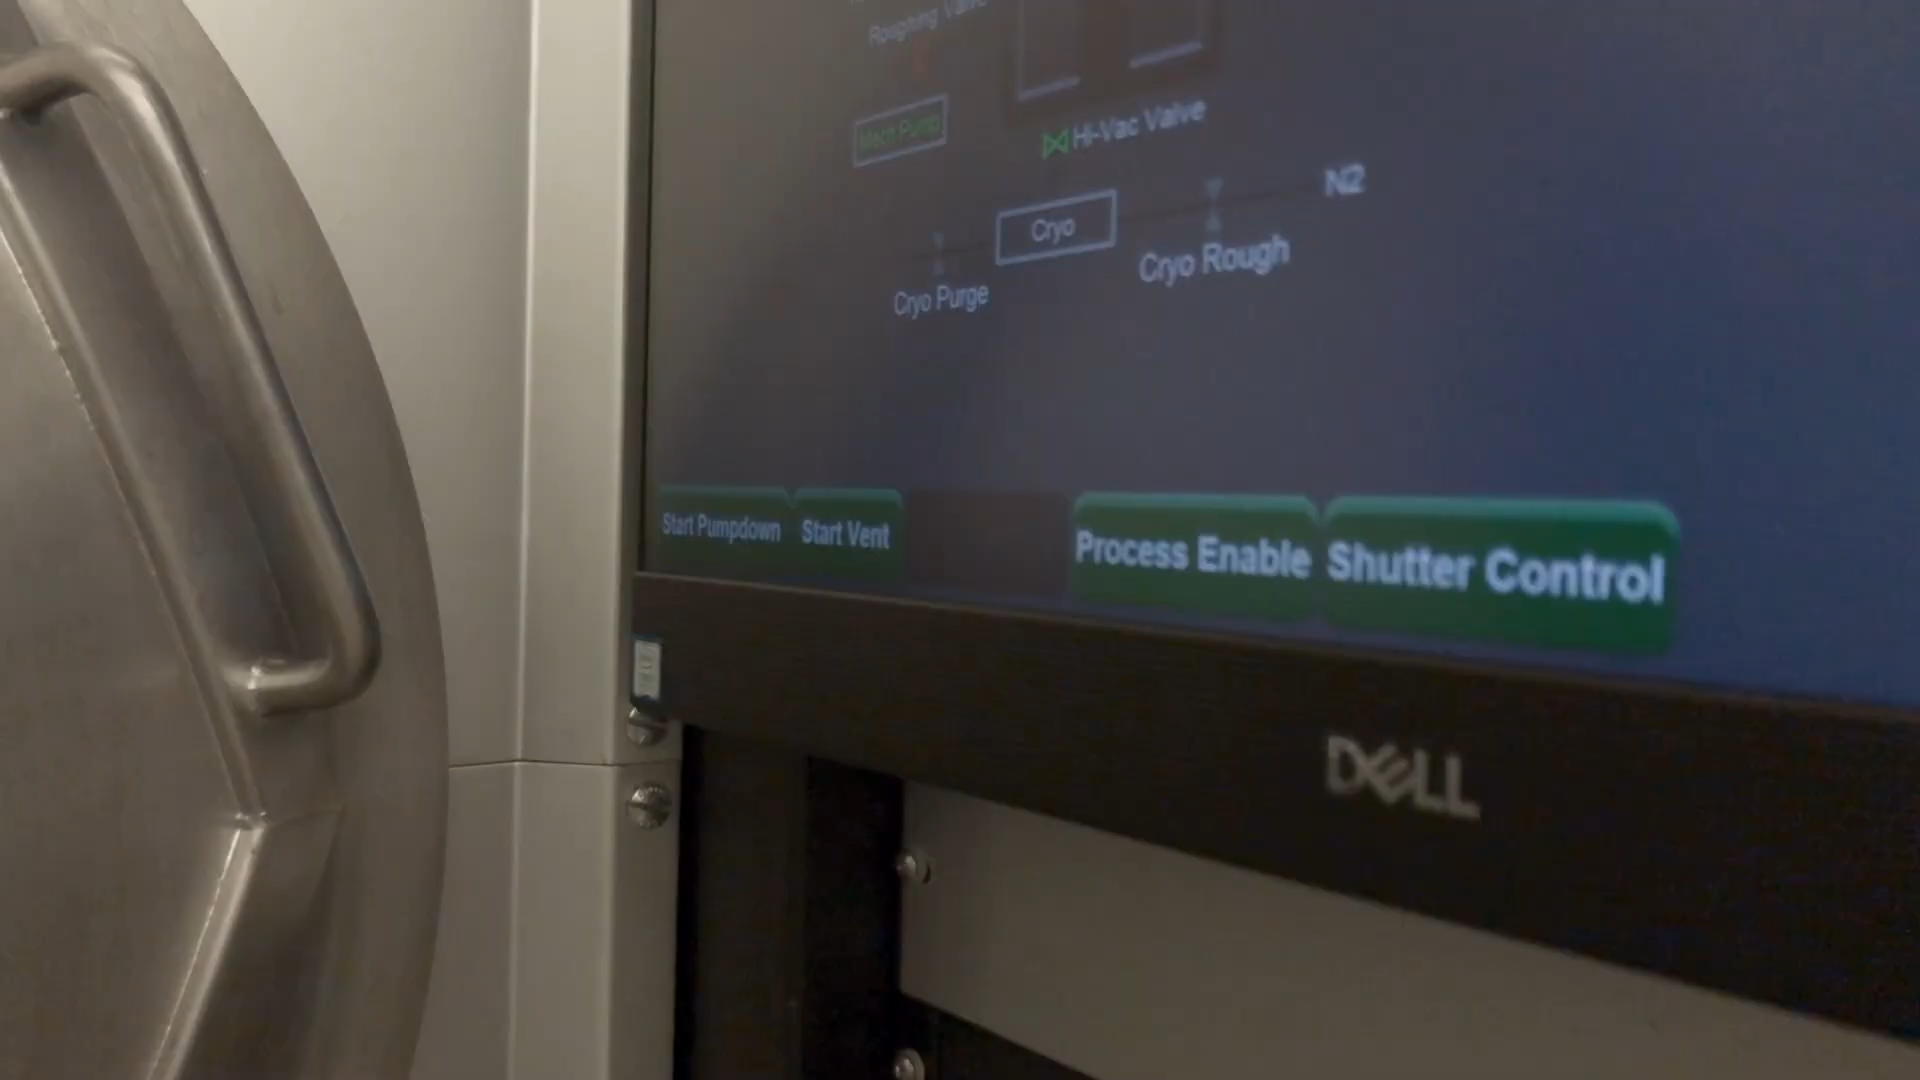 Roughing Valve
Mech Pump
Hi-Vac Valve
N2
Cryo
Cryo Rough
Cryo Purge
Start Pumpdown
Start Vent
Process Enable
Shutter Control
DELL